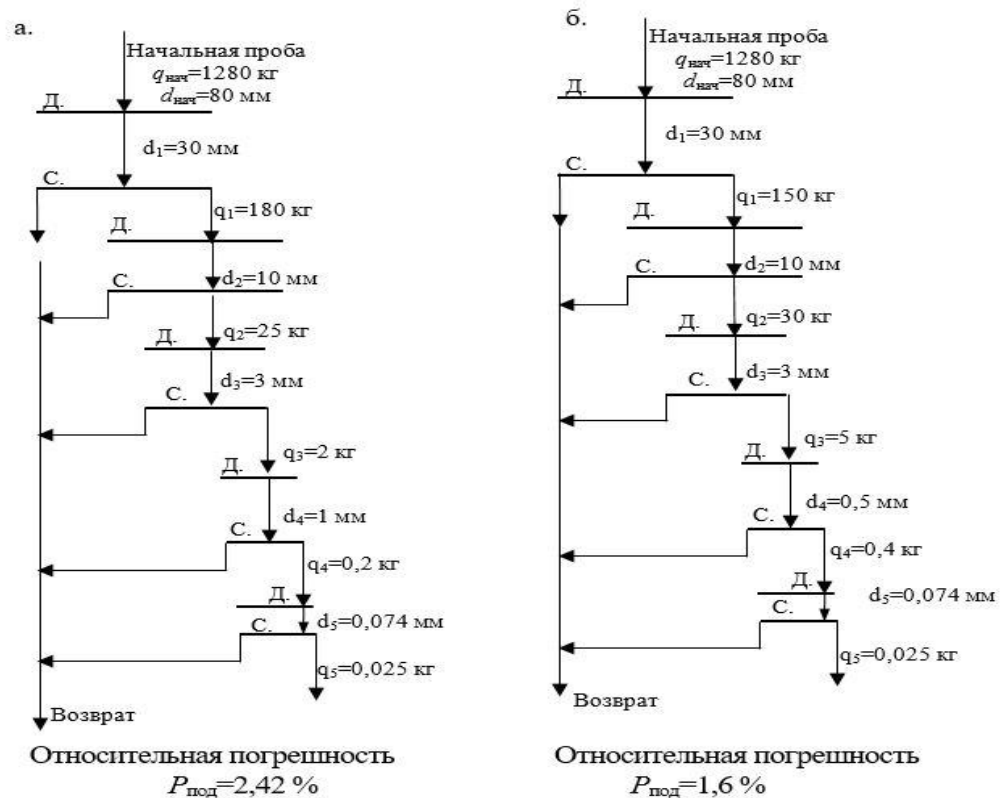 а.
Начальная проба
qнач=1280 кг
dнач=80 мм
Д.
d1=30 мм
С.
q1=180 кг
Д.
d2=10 мм
С.
q2=25 кг
Д.
d3=3 мм
С.
q3=2 кг
Д.
d4=1 мм
С.
q4=0,2 кг
Д.
d5=0,074 мм
С.
q5=0,025 кг
Возврат
Относительная погрешность
Pпод=2,42 %
б.
Начальная проба
qнач=1280 кг
dнач=80 мм
Д.
d1=30 мм
С.
q1=150 кг
Д.
d2=10 мм
С.
q2=30 кг
Д.
d3=3 мм
С.
q3=5 кг
Д.
d4=0,5 мм
С.
q4=0,4 кг
Д.
d5=0,074 мм
С.
q5=0,025 кг
Возврат
Относительная погрешность
Pпод=1,6 %